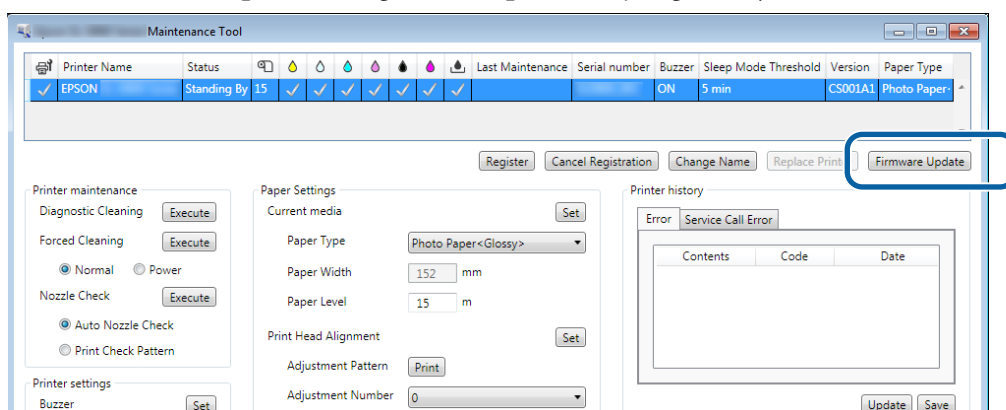 Maintenance Tool
Printer Name Status Last Maintenance Serial number Buzzer Sleep Mode Threshold Version Paper Type
EPSON Standing By 15 ON 5 min CS001A1 Photo Paper-
Register Cancel Registration Change Name Replace Firmware Update
Printer maintenance Paper Settings Printer history
Diagnostic Cleaning Execute Current media Set Error Service Call Error
Forced Cleaning Execute Paper Type Photo Paper<Glossy> Contents Code Date
Normal Power Paper Width 152 mm
Nozzle Check Execute Paper Level 15 m
Auto Nozzle Check Print Head Alignment Set
Print Check Pattern Adjustment Pattern Print
Printer settings Adjustment Number 0
Buzzer Set Update Save